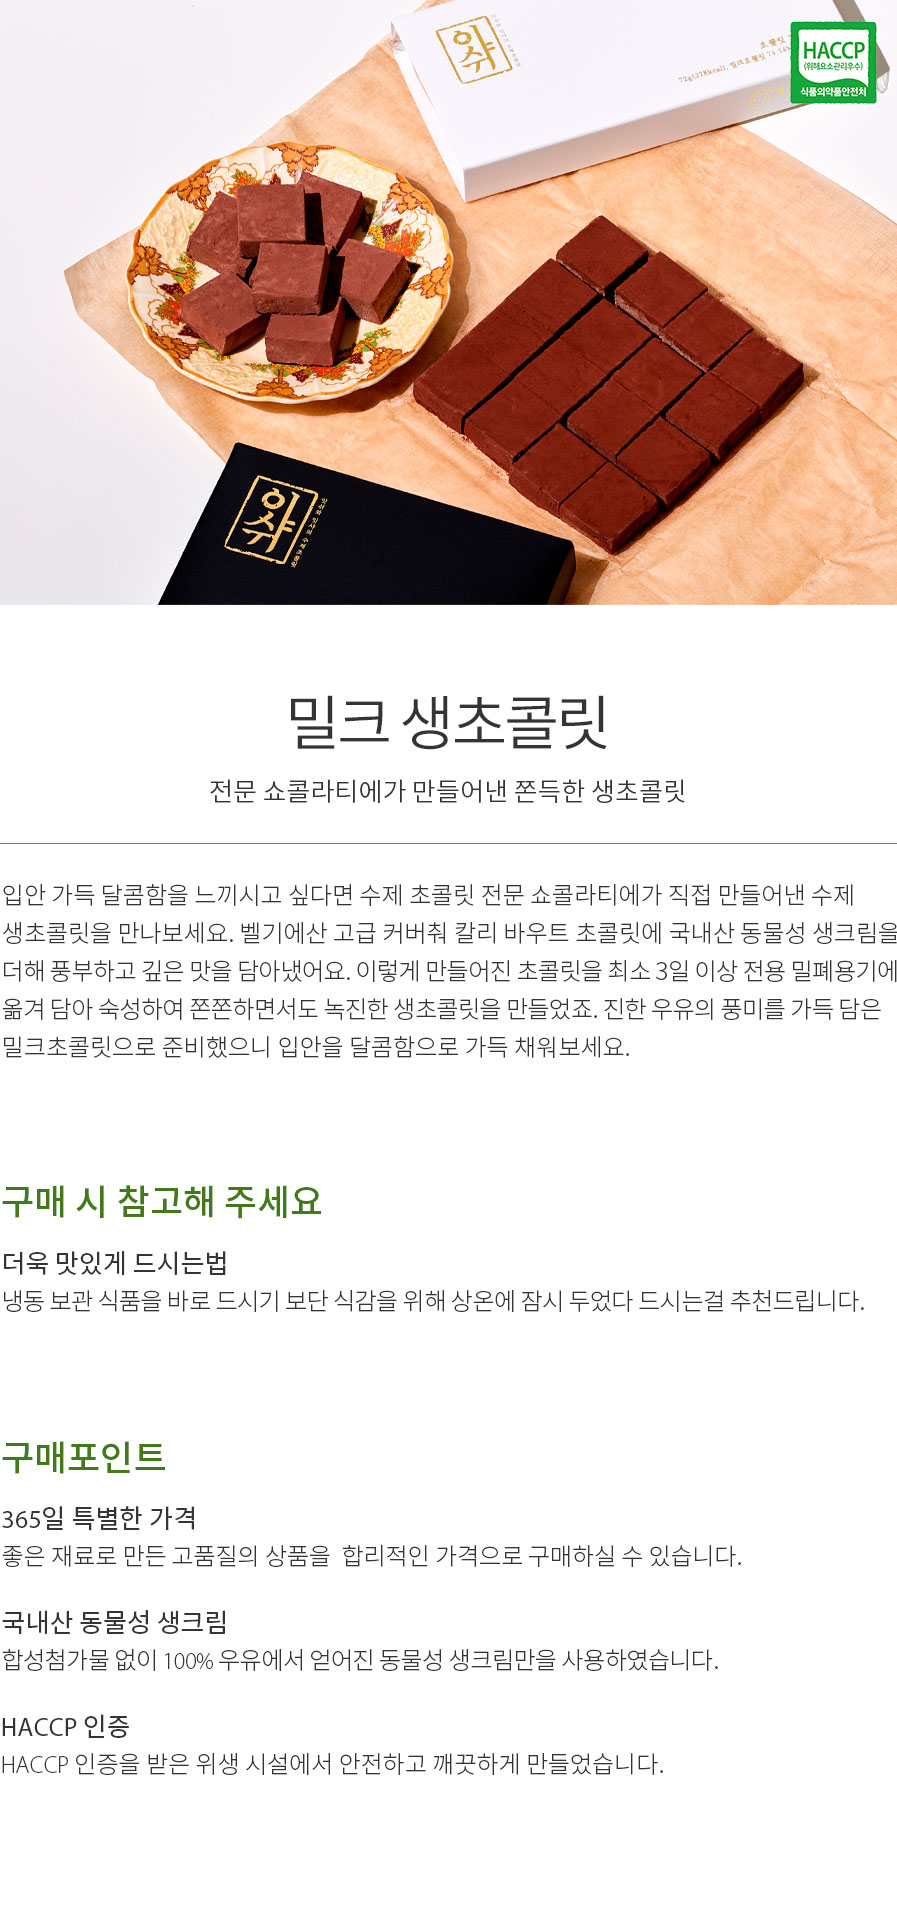 이샤
HACCP
(위해요소관리우수)
식품의약품안전처
72g(378kcal), 밀크초콜릿 74.14%
밀크 생초콜릿
전문 쇼콜라티에가 만들어낸 쫀득한 생초콜릿
입안 가득 달콤함을 느끼시고 싶다면 수제 초콜릿 전문 쇼콜라티에가 직접 만들어낸 수제
생초콜릿을 만나보세요. 벨기에산 고급 커버춰 칼리 바우트 초콜릿에 국내산 동물성 생크림을
더해 풍부하고 깊은 맛을 담아냈어요. 이렇게 만들어진 초콜릿을 최소 3일 이상 전용 밀폐용기에
옮겨 담아 숙성하여 쫀쫀하면서도 녹진한 생초콜릿을 만들었죠. 진한 우유의 풍미를 가득 담은
밀크초콜릿으로 준비했으니 입안을 달콤함으로 가득 채워보세요.
구매 시 참고해 주세요
더욱 맛있게 드시는법
냉동 보관 식품을 바로 드시기 보단 식감을 위해 상온에 잠시 두었다 드시는걸 추천드립니다.
구매포인트
365일 특별한 가격
좋은 재료로 만든 고품질의 상품을  합리적인 가격으로 구매하실 수 있습니다.
국내산 동물성 생크림
합성첨가물 없이 100% 우유에서 얻어진 동물성 생크림만을 사용하였습니다.
HACCP 인증
HACCP 인증을 받은 위생 시설에서 안전하고 깨끗하게 만들었습니다.